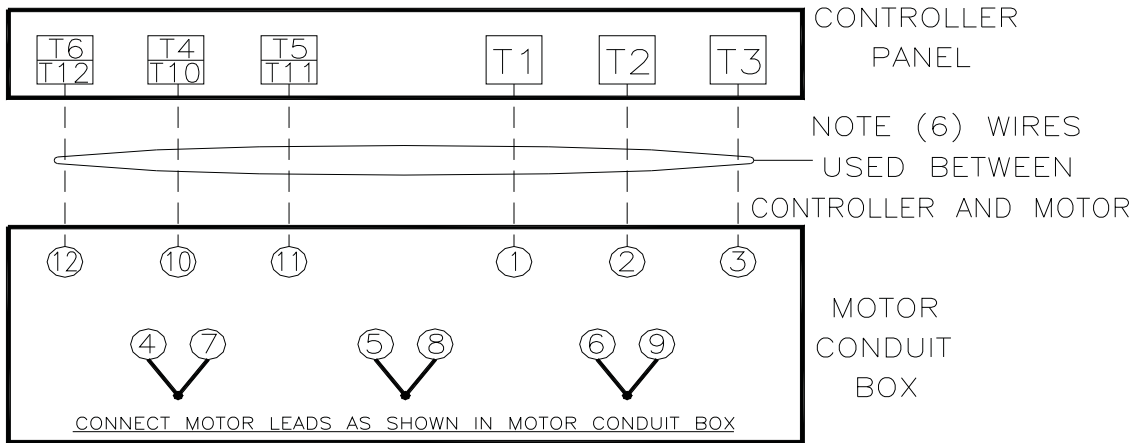 CONTROLLER
PANEL
T6 T4 T5 T1 T2 T3
T12 T10 T11
NOTE (6) WIRES
USED BETWEEN
CONTROLLER AND MOTOR
12 10 11 1 2 3
MOTOR
CONDUIT
BOX
4 7 5 8 6 9
CONNECT MOTOR LEADS AS SHOWN IN MOTOR CONDUIT BOX